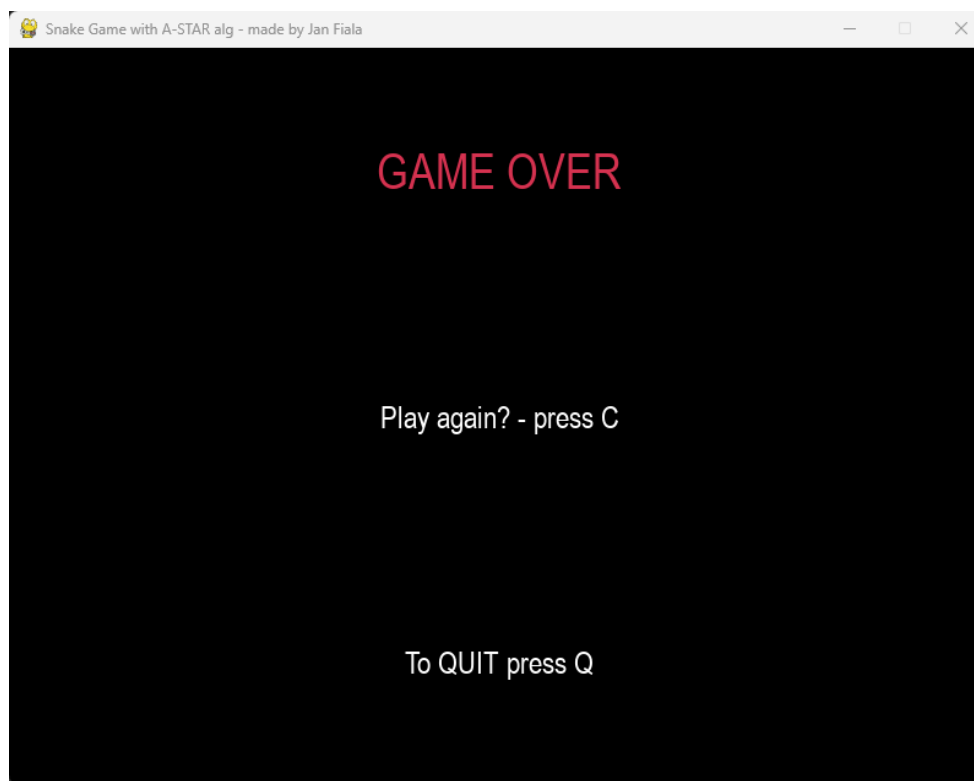 Snake Game with A-STAR alg - made by Jan Fiala
GAME OVER
Play again? - press C
To QUIT press Q